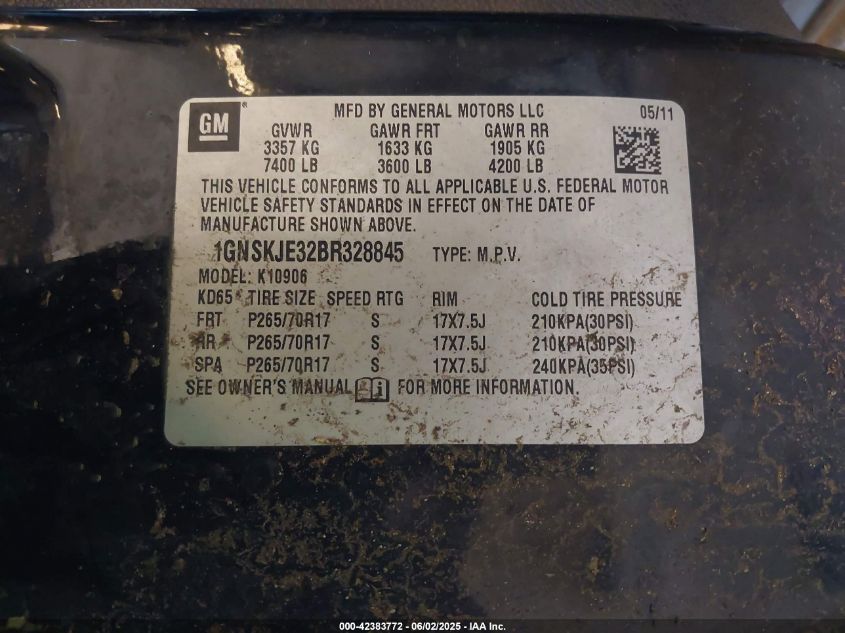 GM ® MFD BY GENERAL MOTORS LLC 05/11
GVWR GAWR FRT GAWR RR
3357 KG 1633 KG 1905 KG
7400 LB 3600 LB 4200 LB
THIS VEHICLE CONFORMS TO ALL APPLICABLE U.S. FEDERAL MOTOR
VEHICLE SAFETY STANDARDS IN EFFECT ON THE DATE OF
MANUFACTURE SHOWN ABOVE.
1GNSKJE32BR328845 TYPE: M.P.V.
MODEL: K10906
KD65 TIRE SIZE SPEED RTG RIM COLD TIRE PRESSURE
FRT P265/70R17 S 17X7.5J 210KPA(30PSI)
RR P265/70R17 S 17X7.5J 210KPA(30PSI)
SPA P265/70R17 S 17X7.5J 240KPA(35PSI)
SEE OWNER'S MANUAL FOR MORE INFORMATION.
000-42383772 - 06/02/2025 - IAA Inc.